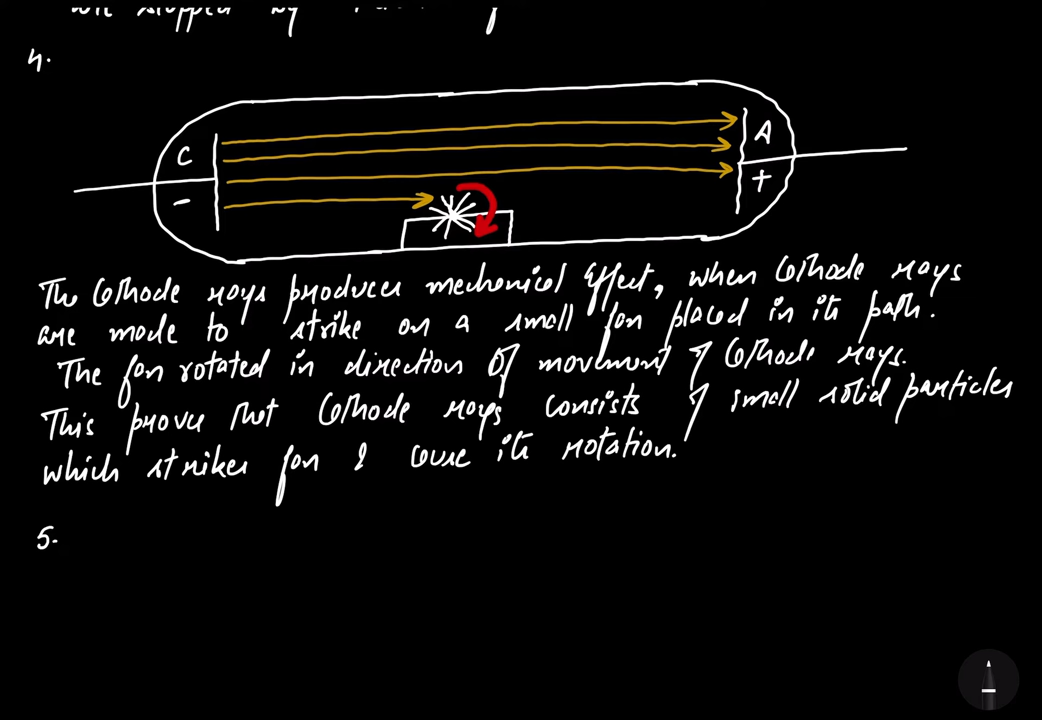 4.
C
A
-
+
The Cathode rays produces mechanical Effect, when Cathode rays
are made to strike on a small fan placed in its path.
The fan rotated in direction of movement of Cathode rays.
This prove that Cathode rays consists of small solid particles
which strikes fan & cause its rotation.
5.